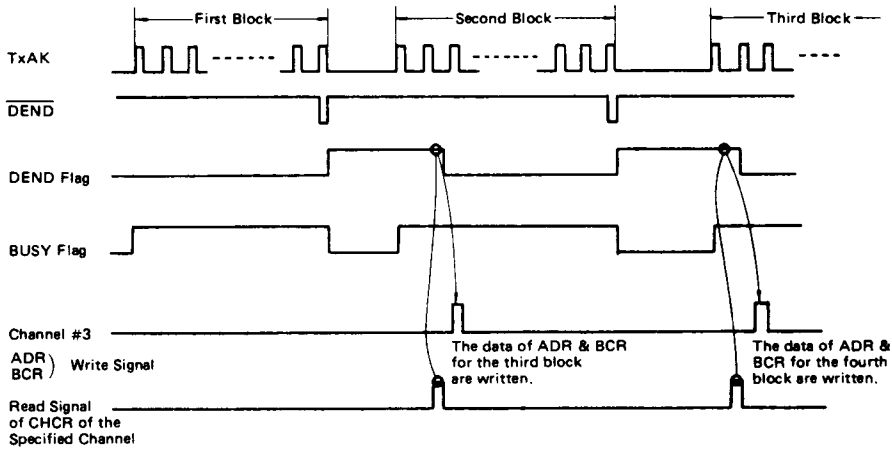 First Block
Second Block
Third Block
TxAK
DEND
DEND Flag
BUSY Flag
Channel #3
ADR
BCR ) Write Signal
The data of ADR & BCR
for the third block
are written.
The data of ADR &
BCR for the fourth
block are written.
Read Signal
of CHCR of the
Specified Channel